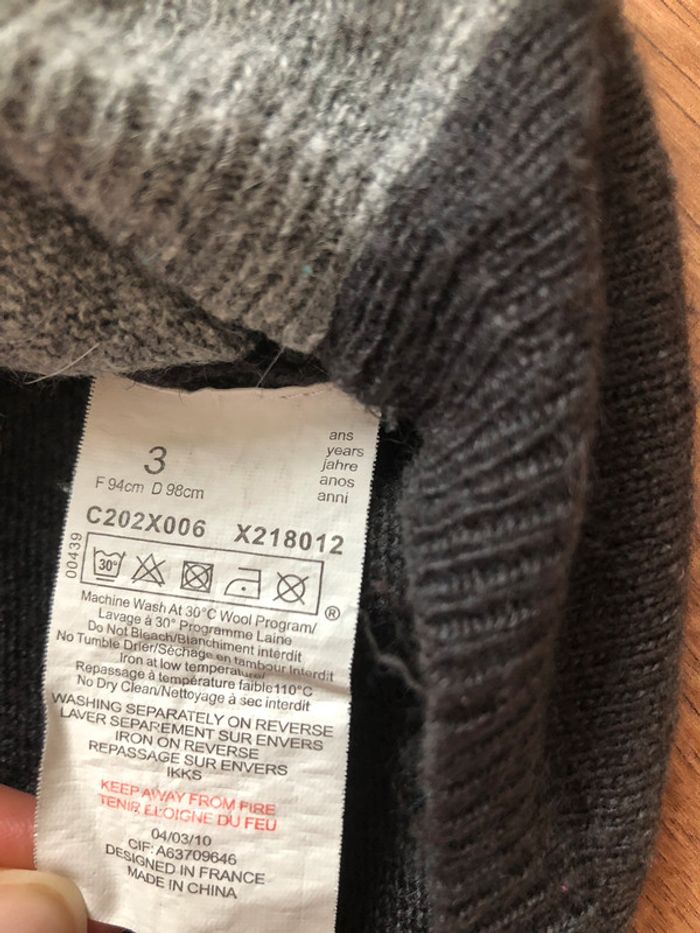 3
ans
years
jahre
anos
anni
F 94cm D 98cm
C202X006 X218012
00439
30°
®
Machine Wash At 30°C Wool Program/
Lavage à 30° Programme Laine
Do Not Bleach/Blanchiment interdit
No Tumble Drier/Séchage en tambour Interdit
Iron at low temperature/
Repassage à température faible110°C
No Dry Clean/Nettoyage à sec interdit
WASHING SEPARATELY ON REVERSE
LAVER SEPAREMENT SUR ENVERS
IRON ON REVERSE
REPASSAGE SUR ENVERS
IKKS
KEEP AWAY FROM FIRE
TENIR ELOIGNE DU FEU
04/03/10
CIF: A63709646
DESIGNED IN FRANCE
MADE IN CHINA